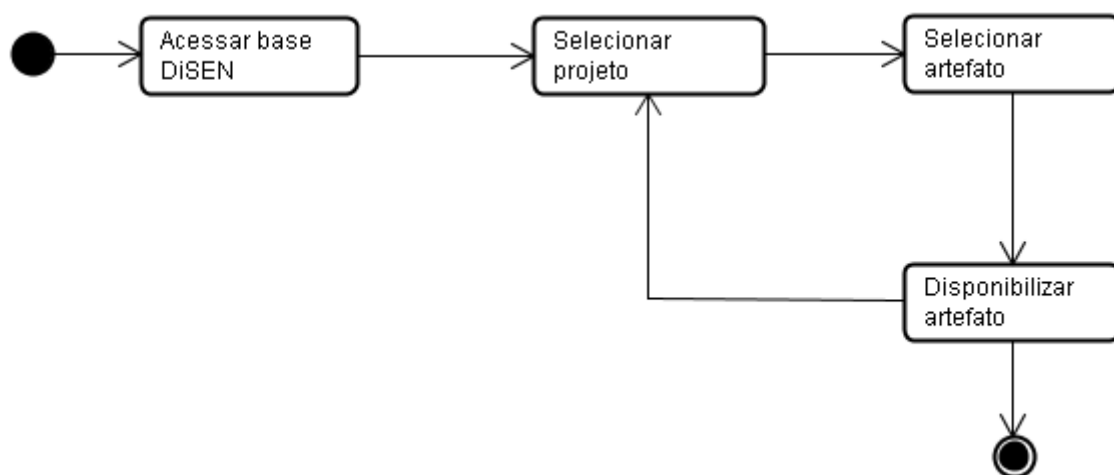 Acessar base
DiSEN
Selecionar
projeto
Selecionar
artefato
Disponibilizar
artefato